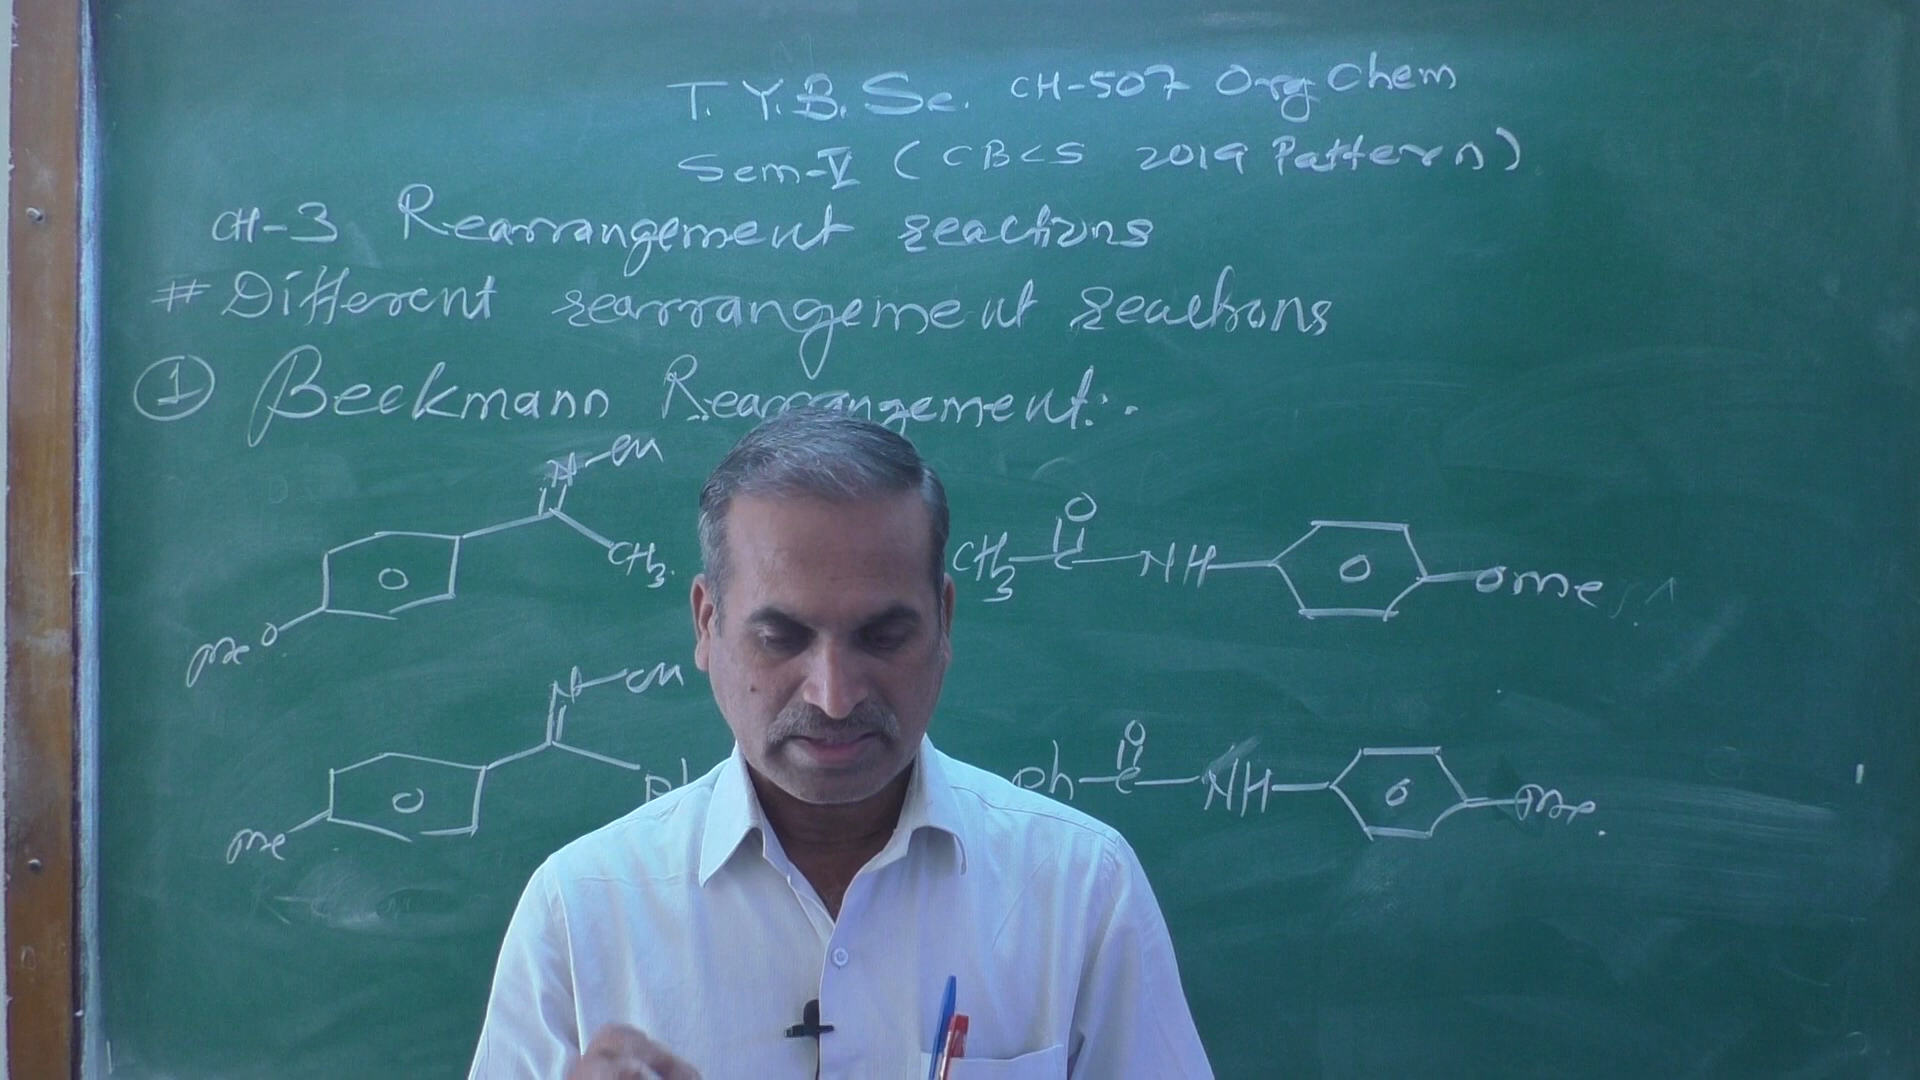 T.Y.B.Sc. CH-507 Org Chem
Sem-V (CBCS 2019 Pattern)
CH-3 Rearrangement reactions
# Different rearrangement reactions
① Beckmann Rearrangement:-
N-OH
CH3
MeO
CH3-C-NH
O
OMe
N-OH
Me
Ph-C-NH
O
Me